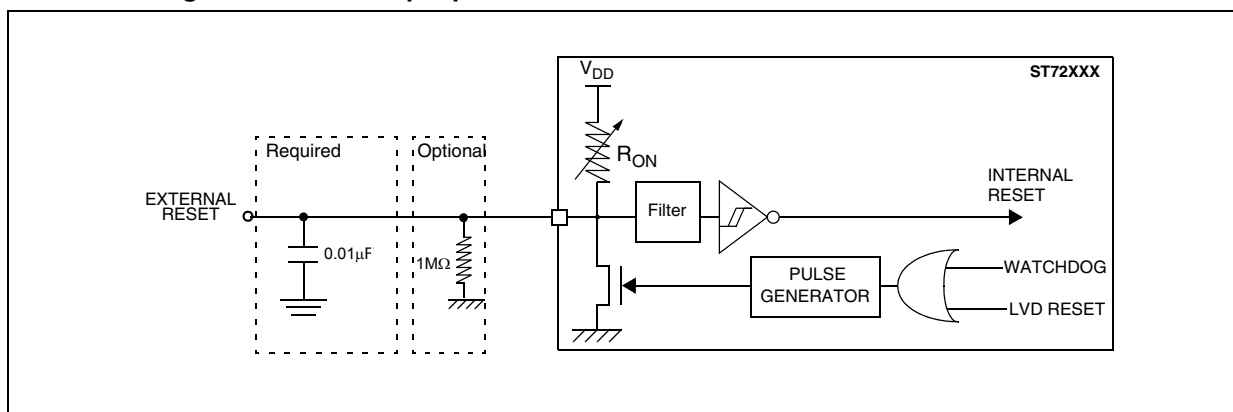 ST72XXX
VDD
Required
Optional
RON
EXTERNAL
RESET
Filter
INTERNAL
RESET
0.01μF
1MΩ
PULSE
GENERATOR
WATCHDOG
LVD RESET